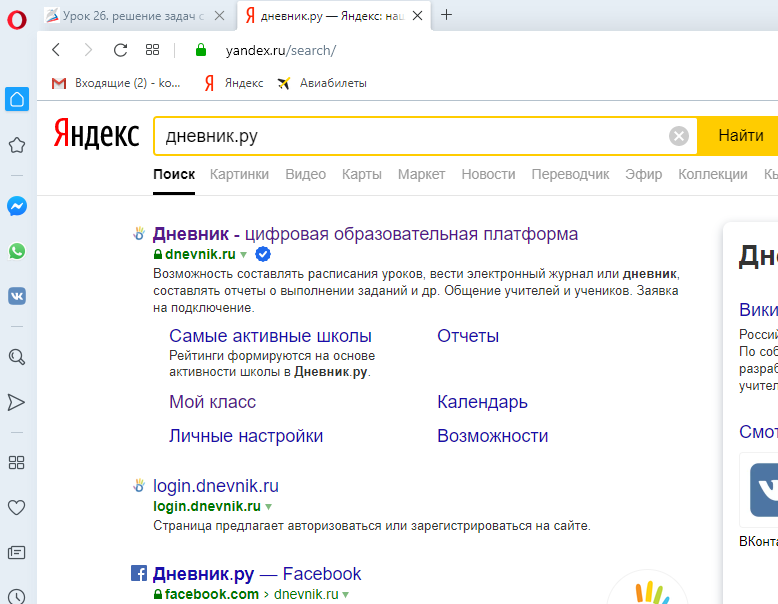 Урок 26. решение задач с
дневник.ру — Яндекс: наш
yandex.ru/search/
Входящие (2) - ko...
Яндекс
Авиабилеты
Яндекс
дневник.ру
Найти
Поиск Картинки Видео Карты Маркет Новости Переводчик Эфир Коллекции Кь
Дневник - цифровая образовательная платформа
dnevnik.ru
Возможность составлять расписания уроков, вести электронный журнал или дневник,
составлять отчеты о выполнении заданий и др. Общение учителей и учеников. Заявка
на подключение.
Самые активные школы
Рейтинги формируются на основе
активности школы в Дневник.ру.
Отчеты
Мой класс
Календарь
Личные настройки
Возможности
login.dnevnik.ru
login.dnevnik.ru
Страница предлагает авторизоваться или зарегистрироваться на сайте.
Дневник.ру — Facebook
facebook.com › dnevnik.ru
Дн
Вики
Россий
По соб
разраб
учител
Смот
ВКонта